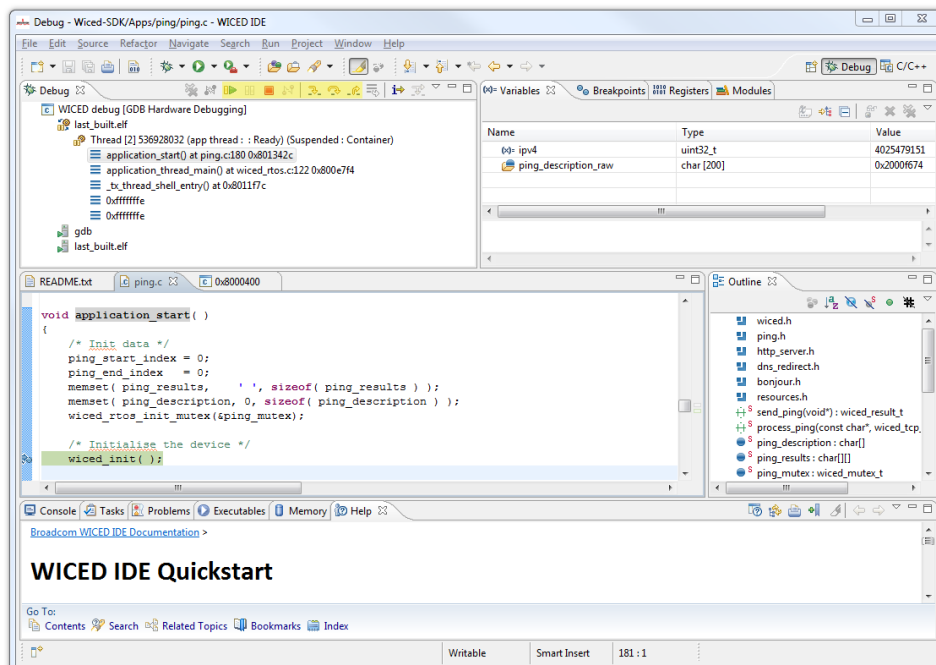 Debug - Wiced-SDK/Apps/ping/ping.c - WICED IDE
File Edit Source Refactor Navigate Search Run Project Window Help
Debug C/C++
Debug
WICED debug [GDB Hardware Debugging]
last_built.elf
Thread [2] 536928032 (app thread : : Ready) (Suspended : Container)
application_start() at ping.c:180 0x801342c
application_thread_main() at wiced_rtos.c:122 0x800e7f4
_tx_thread_shell_entry() at 0x8011f7c
0xfffffffe
0xfffffffe
gdb
last_built.elf
(x)= Variables Breakpoints Registers Modules
Name Type Value
(x)= ipv4 uint32_t 4025479151
ping_description_raw char [200] 0x2000f674
README.txt ping.c 0x8000400
void application_start( )
{
/* Init data */
ping_start_index = 0;
ping_end_index   = 0;
memset( ping_results,    ' ', sizeof( ping_results ) );
memset( ping_description, 0, sizeof( ping_description ) );
wiced_rtos_init_mutex(&ping_mutex);
/* Initialise the device */
wiced_init( );
Outline
wiced.h
ping.h
http_server.h
dns_redirect.h
bonjour.h
resources.h
send_ping(void*) : wiced_result_t
process_ping(const char*, wiced_tcp_
ping_description : char[]
ping_results : char[][]
ping_mutex : wiced_mutex_t
Console Tasks Problems Executables Memory Help
Broadcom WICED IDE Documentation >
WICED IDE Quickstart
Go To:
Contents Search Related Topics Bookmarks Index
Writable Smart Insert 181 : 1